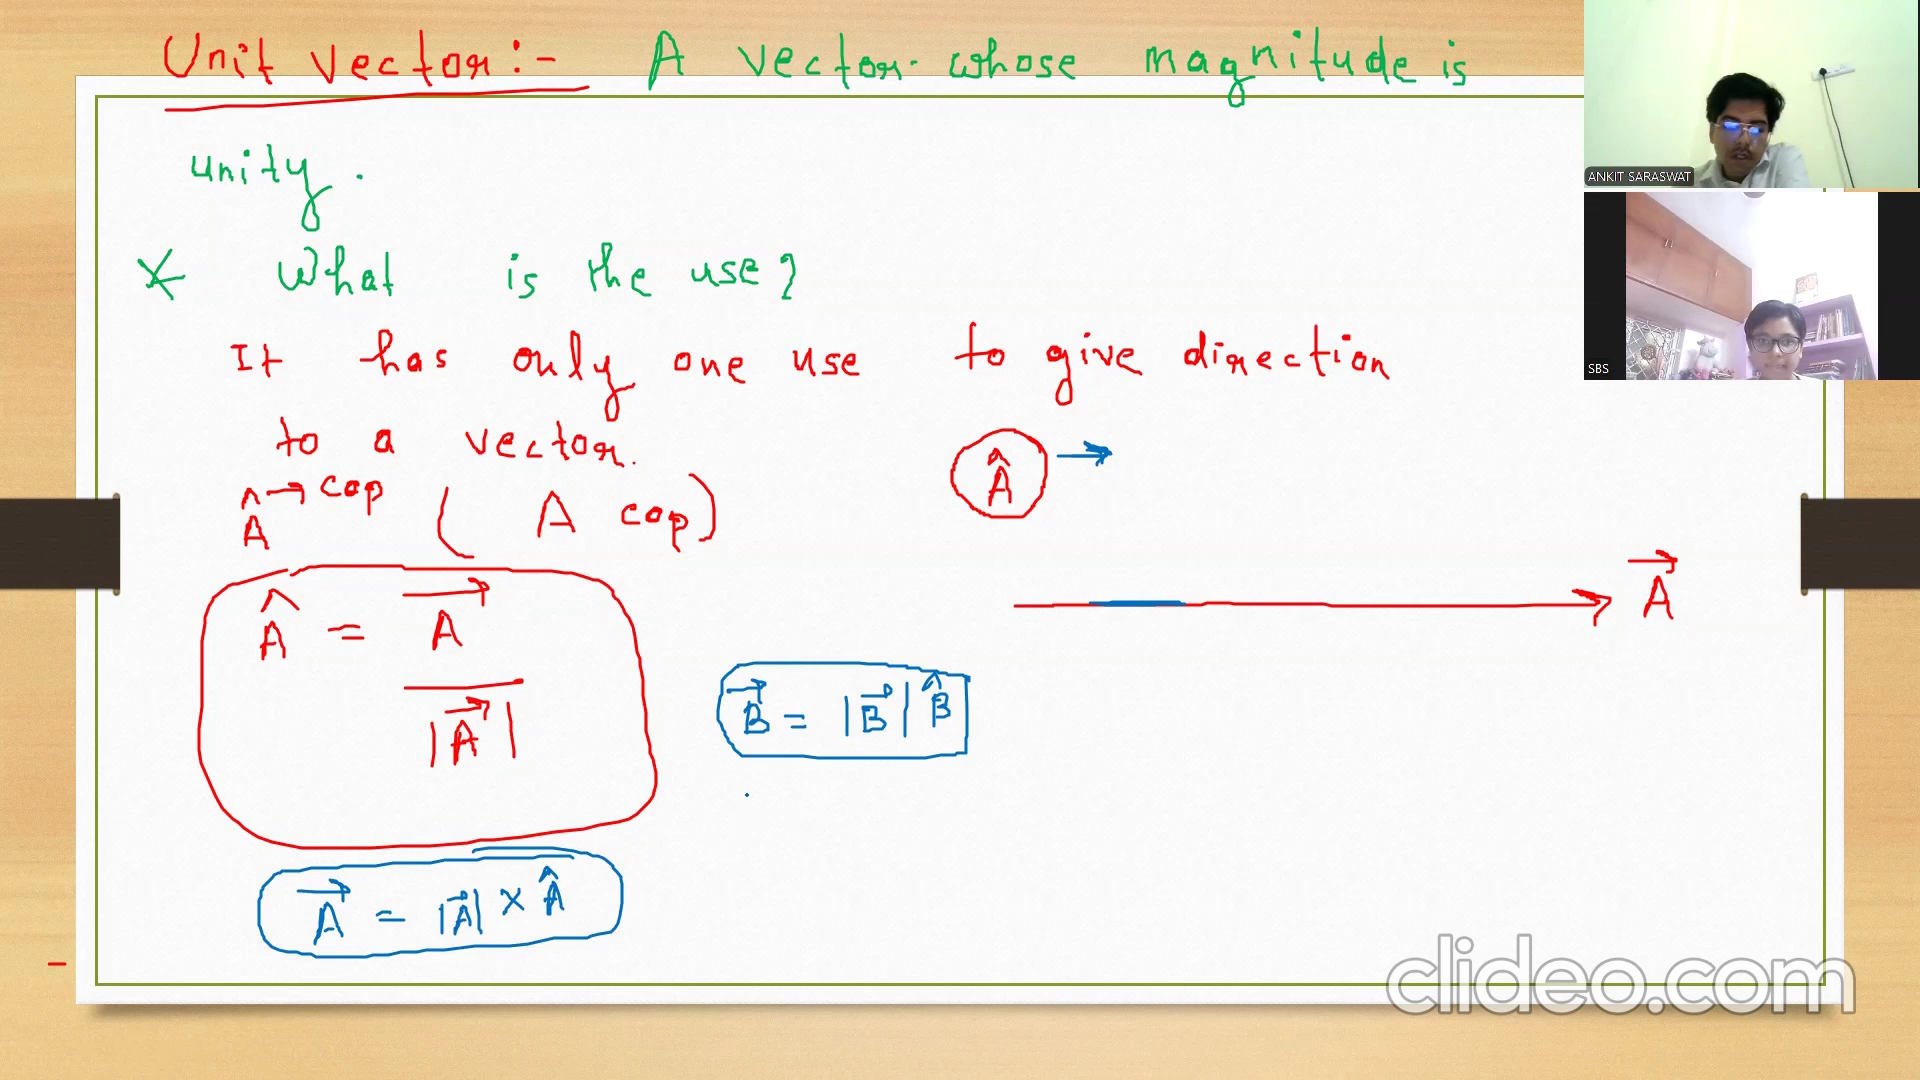 Unit vector:- A vector whose magnitude is
unity.
* What is the use?
It has only one use to give direction
to a vector.
Â → cap ( A cap)
Â →
Â = A⃗ / |A⃗|
A⃗
B⃗ = |B⃗| B̂
A⃗ = |A⃗| × Â
ANKIT SARASWAT
SBS
clideo.com